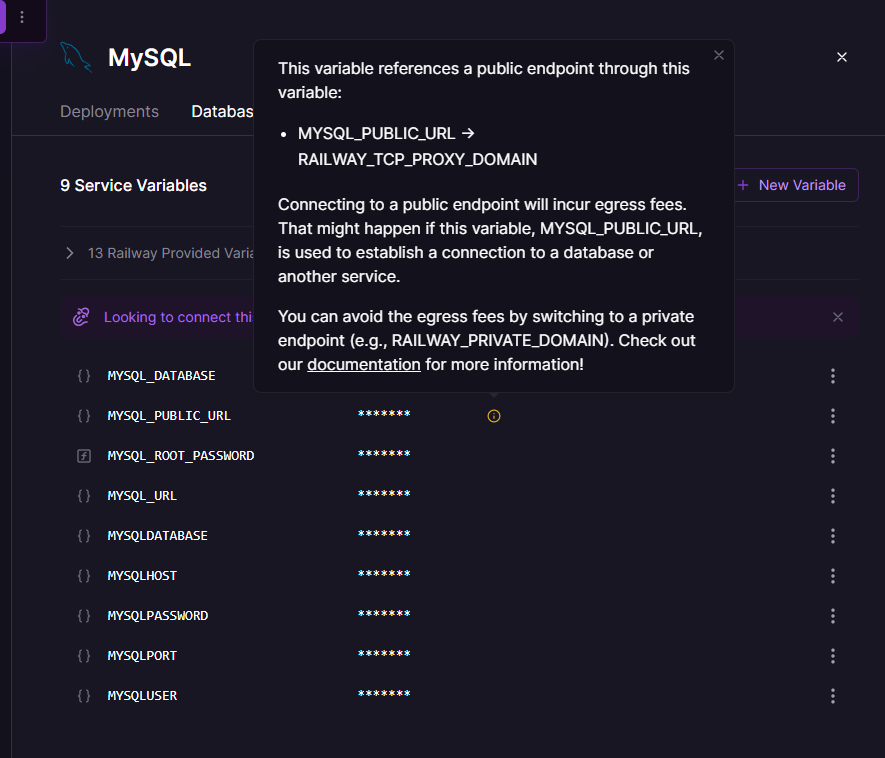 MySQL
Deployments
Databas
This variable references a public endpoint through this
variable:
• MYSQL_PUBLIC_URL →
RAILWAY_TCP_PROXY_DOMAIN
Connecting to a public endpoint will incur egress fees.
That might happen if this variable, MYSQL_PUBLIC_URL,
is used to establish a connection to a database or
another service.
You can avoid the egress fees by switching to a private
endpoint (e.g., RAILWAY_PRIVATE_DOMAIN). Check out
our documentation for more information!
9 Service Variables
+ New Variable
13 Railway Provided Varia
Looking to connect thi
{} MYSQL_DATABASE
{} MYSQL_PUBLIC_URL *******
MYSQL_ROOT_PASSWORD *******
{} MYSQL_URL *******
{} MYSQLDATABASE *******
{} MYSQLHOST *******
{} MYSQLPASSWORD *******
{} MYSQLPORT *******
{} MYSQLUSER *******